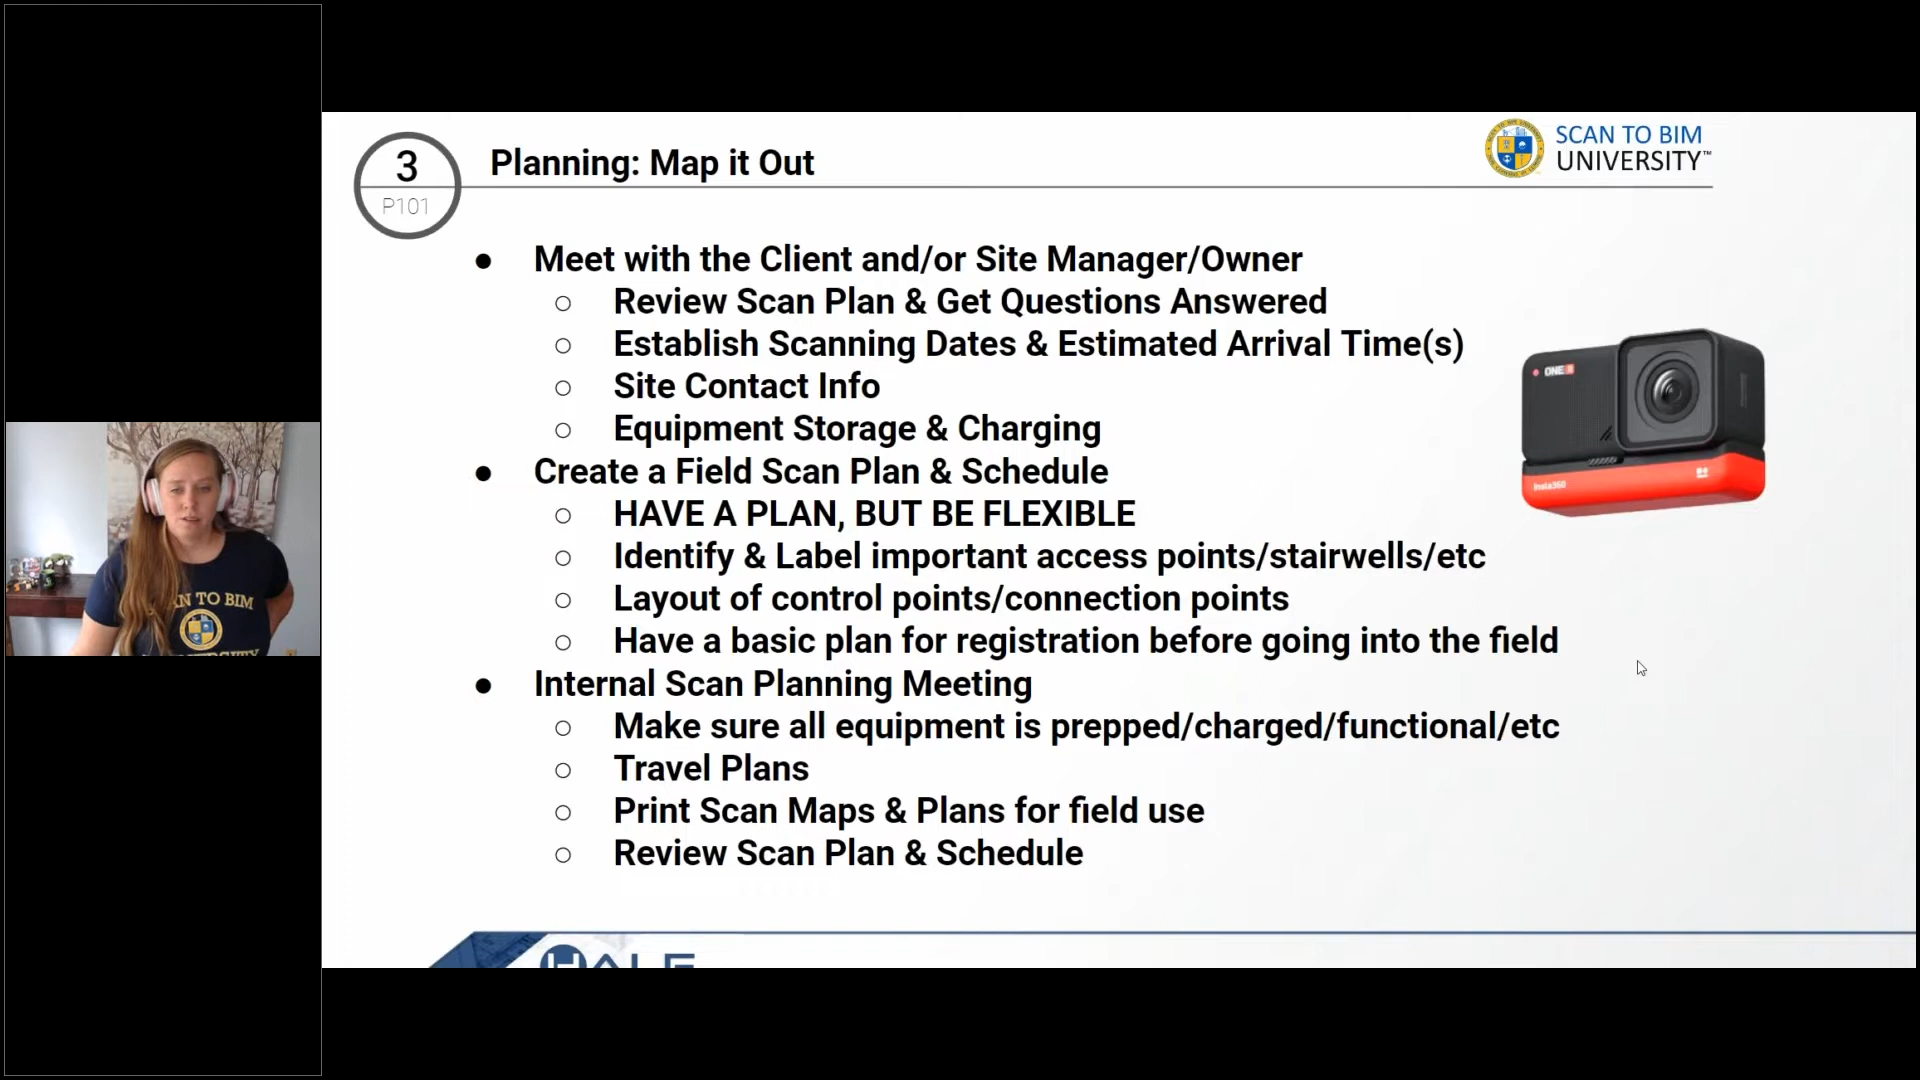 3
P101
Planning: Map it Out
SCAN TO BIM
UNIVERSITY™
● Meet with the Client and/or Site Manager/Owner
○ Review Scan Plan & Get Questions Answered
○ Establish Scanning Dates & Estimated Arrival Time(s)
○ Site Contact Info
○ Equipment Storage & Charging
● Create a Field Scan Plan & Schedule
○ HAVE A PLAN, BUT BE FLEXIBLE
○ Identify & Label important access points/stairwells/etc
○ Layout of control points/connection points
○ Have a basic plan for registration before going into the field
● Internal Scan Planning Meeting
○ Make sure all equipment is prepped/charged/functional/etc
○ Travel Plans
○ Print Scan Maps & Plans for field use
○ Review Scan Plan & Schedule
ONE R
Insta360
TO BIM
HALE